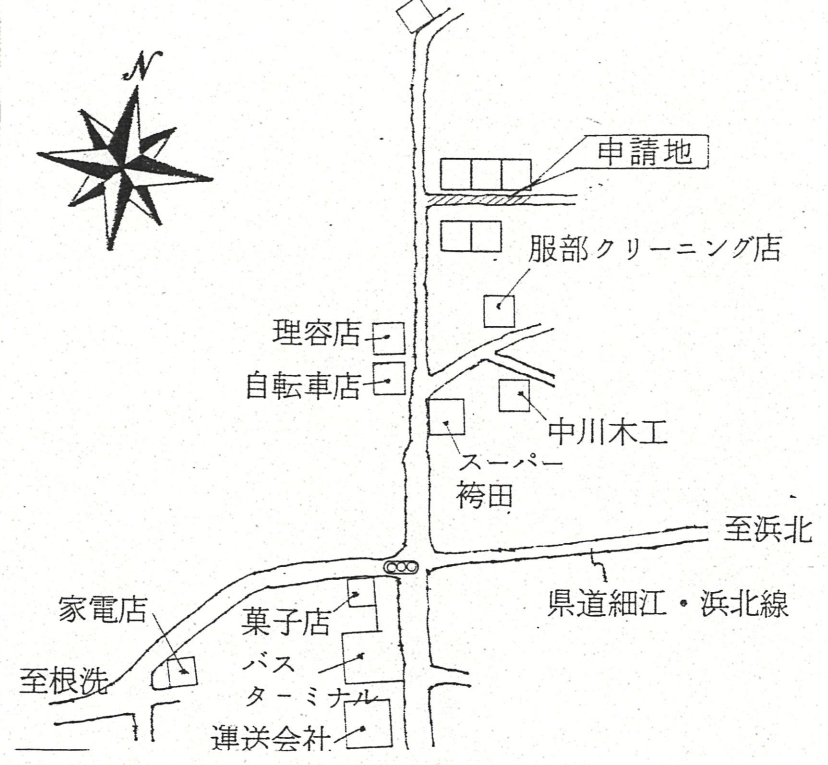 N
申請地
服部クリーニング店
理容店
自転車店
中川木工
スーパー
袴田
至浜北
県道細江・浜北線
家電店
菓子店
バス
ターミナル
至根洗
運送会社